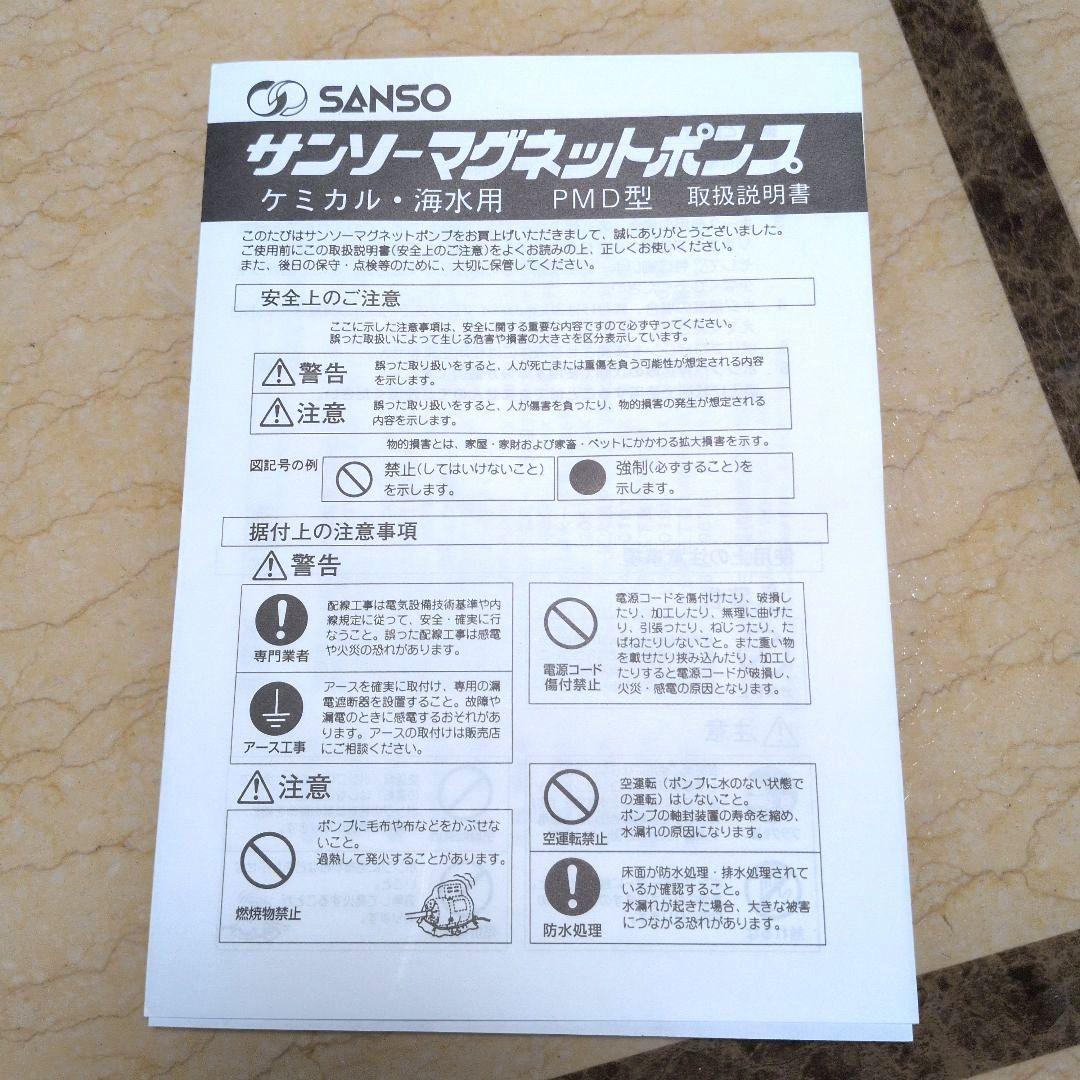 SANSO
サンソーマグネットポンプ
ケミカル・海水用 PMD型 取扱説明書
このたびはサンソーマグネットポンプをお買上げいただきまして、誠にありがとうございました。
ご使用前にこの取扱説明書(安全上のご注意)をよくお読みの上、正しくお使いください。
また、後日の保守・点検等のために、大切に保管してください。
安全上のご注意
ここに示した注意事項は、安全に関する重要な内容ですので必ず守ってください。
誤った取扱いによって生じる危害や損害の大きさを区分表示しています。
警告
誤った取り扱いをすると、人が死亡または重傷を負う可能性が想定される内容
を示します。
注意
誤った取り扱いをすると、人が傷害を負ったり、物的損害の発生が想定される
内容を示します。
物的損害とは、家屋・家財および家畜・ペットにかかわる拡大損害を示す。
図記号の例
禁止(してはいけないこと)
を示します。
強制(必ずすること)を
示します。
据付上の注意事項
警告
配線工事は電気設備技術基準や内
線規定に従って、安全・確実に行
なうこと。誤った配線工事は感電
や火災の恐れがあります。
専門業者
アースを確実に取付け、専用の漏
電遮断器を設置すること。故障や
漏電のときに感電するおそれがあ
ります。アースの取付けは販売店
にご相談ください。
アース工事
電源コードを傷付けたり、破損し
たり、加工したり、無理に曲げた
り、引張ったり、ねじったり、た
ばねたりしないこと。また重い物
を載せたり挟み込んだり、加工し
たりすると電源コードが破損し、
火災・感電の原因となります。
電源コード
傷付禁止
注意
ポンプに毛布や布などをかぶせな
いこと。
過熱して発火することがあります。
燃焼物禁止
空運転(ポンプに水のない状態で
の運転)はしないこと。
ポンプの軸封装置の寿命を縮め、
水漏れの原因になります。
空運転禁止
床面が防水処理・排水処理されて
いるか確認すること。
水漏れが起きた場合、大きな被害
につながる恐れがあります。
防水処理